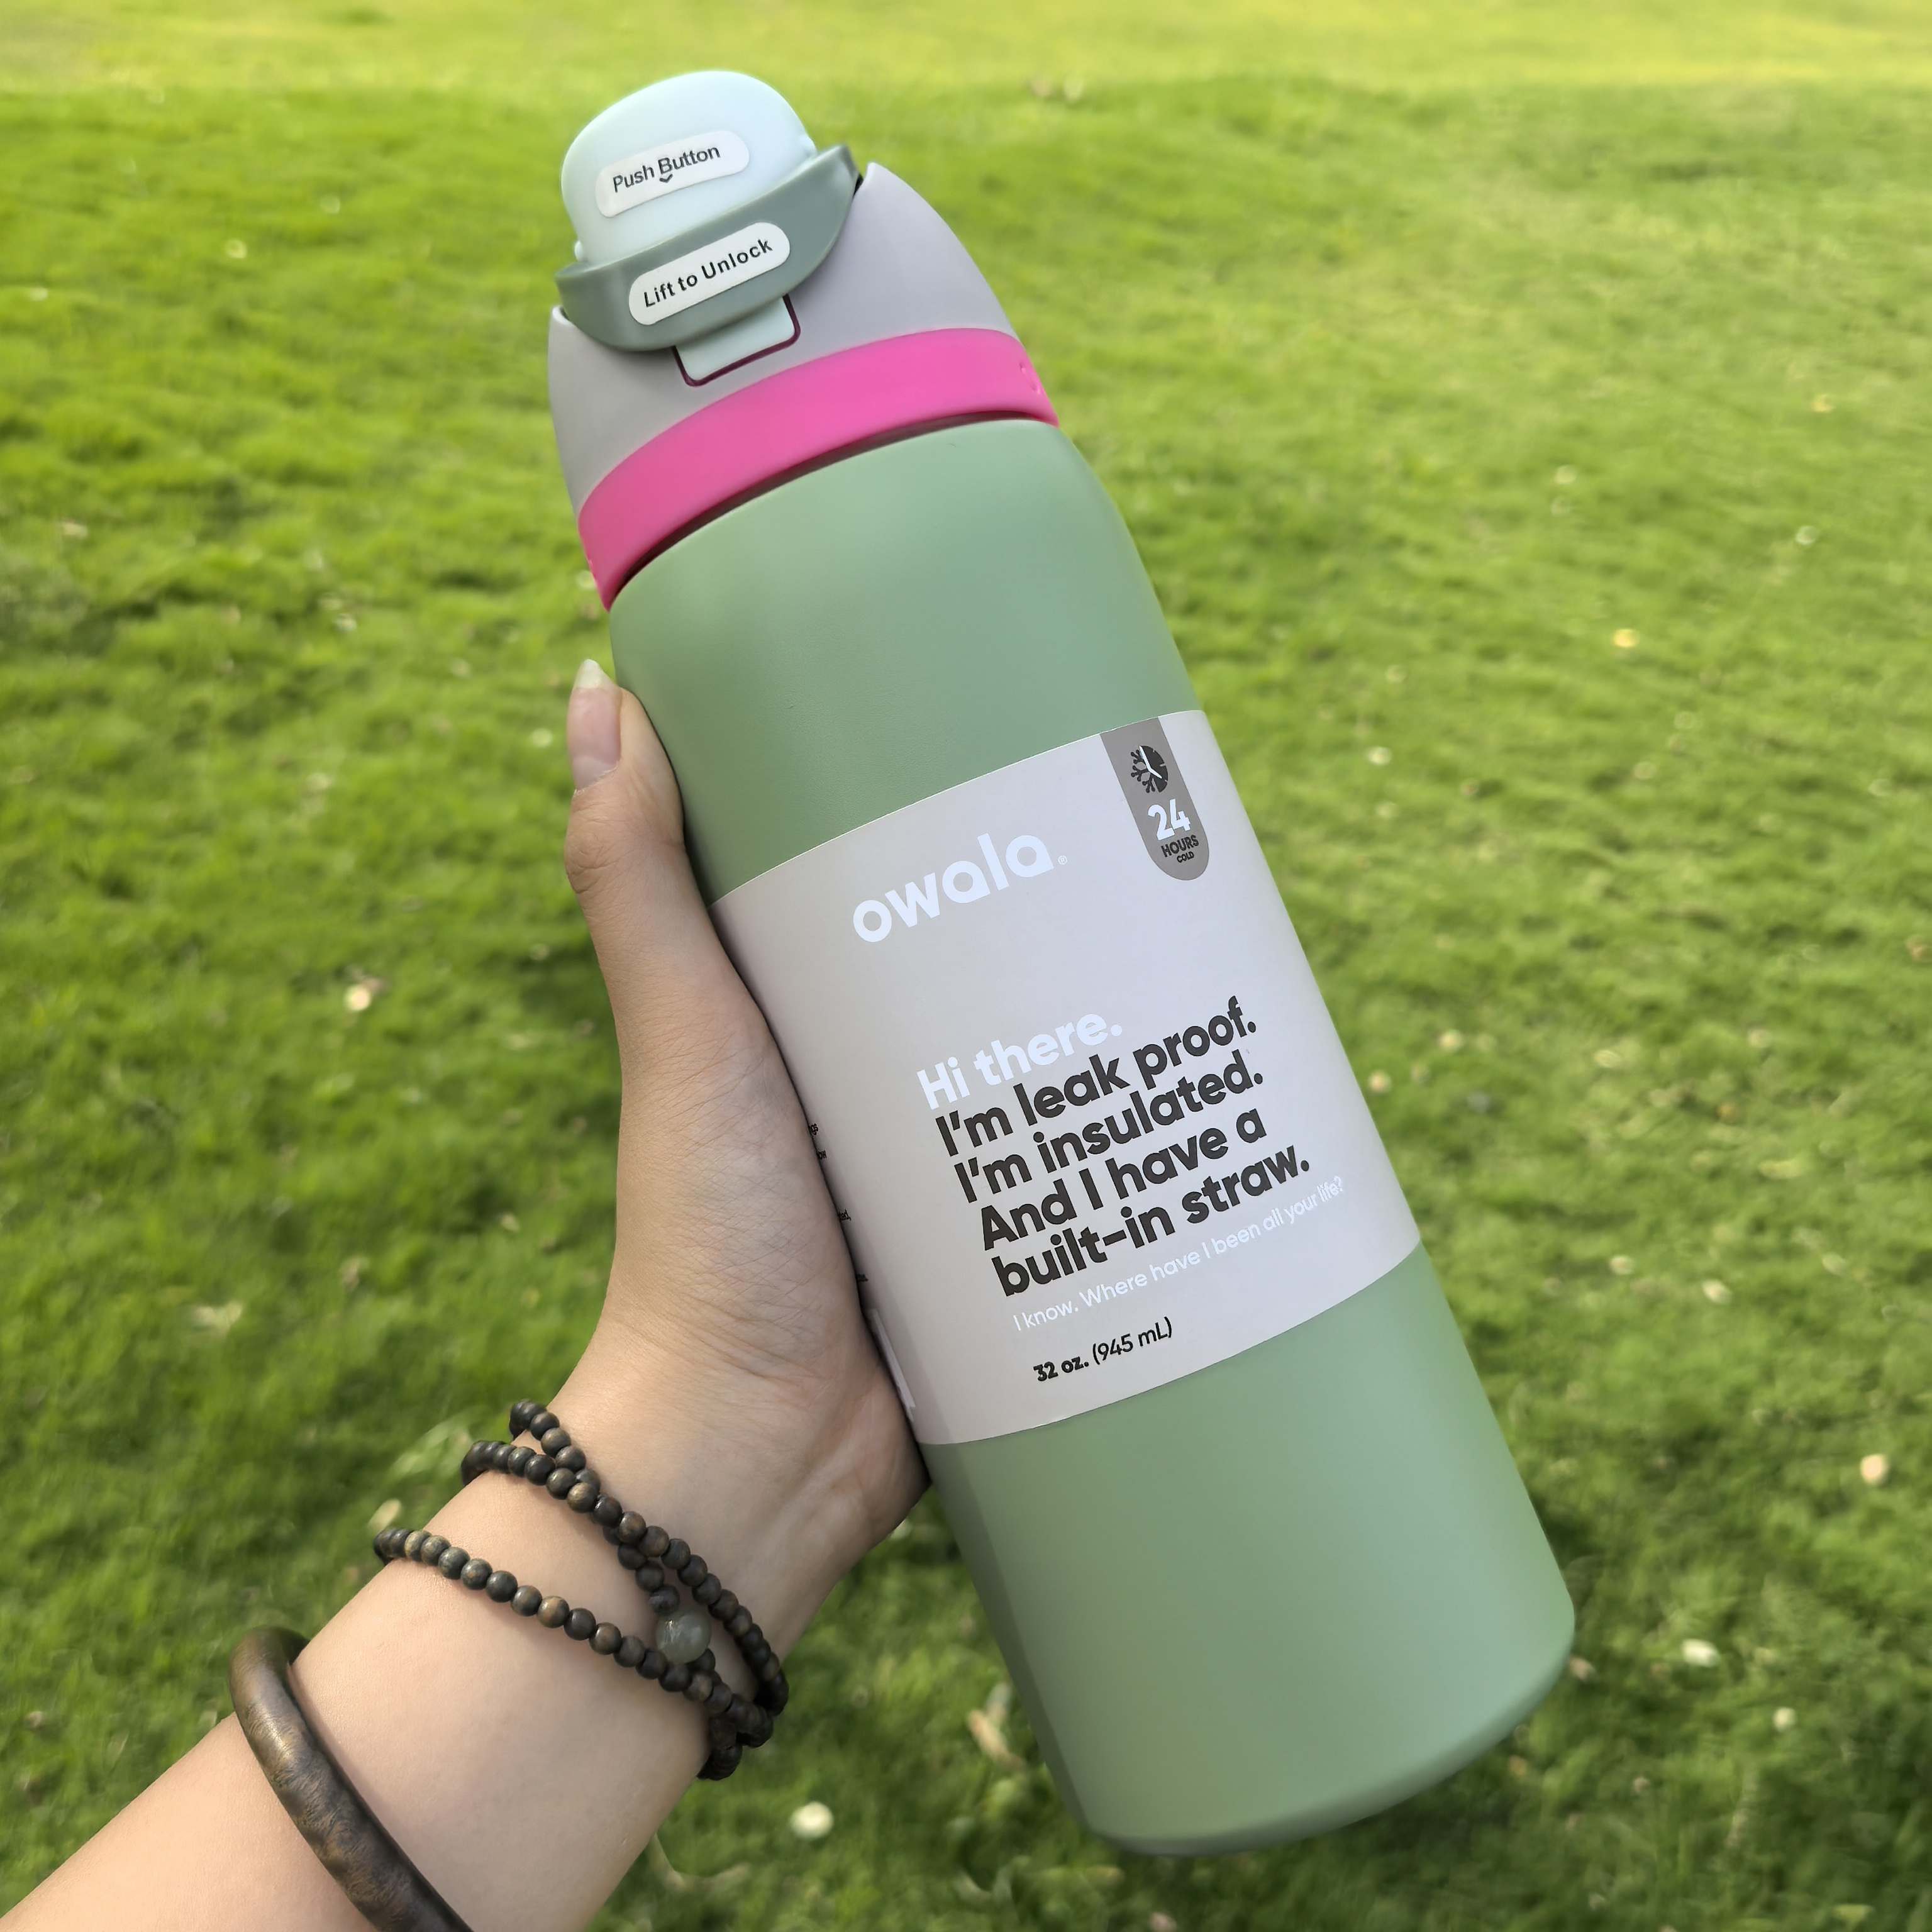 Push Button
Lift to Unlock
24
HOURS
COLD
owala®
Hi there.
I'm leak proof.
I'm insulated.
And I have a
built-in straw.
I know. Where have I been all your life?
32 oz. (945 mL)